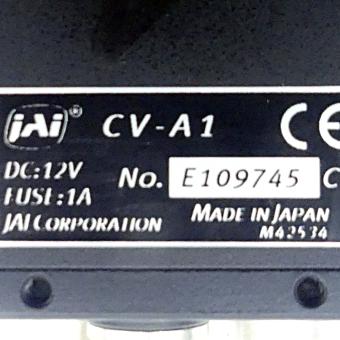 JAi® CV-A1 CE
DC:12V No. E109745 C
FUSE:1A MADE IN JAPAN
JAI CORPORATION M42534